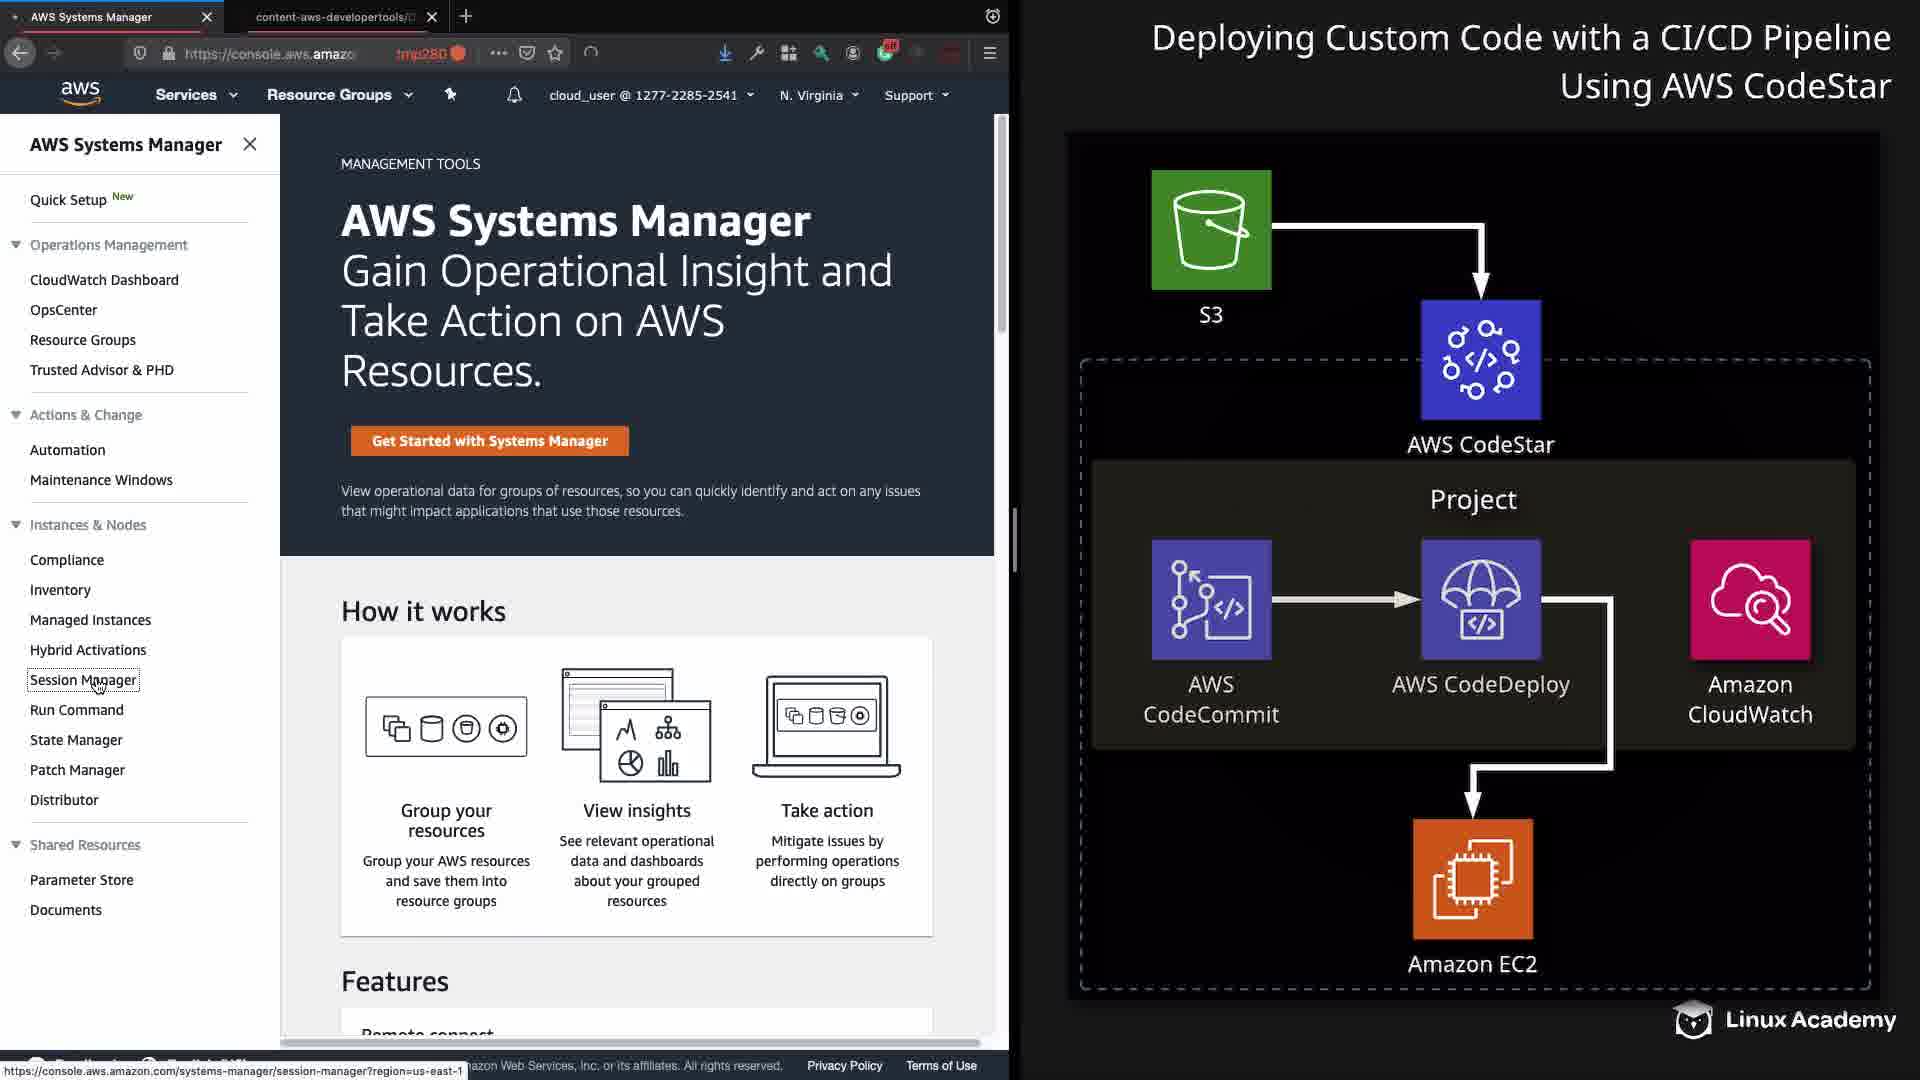 AWS Systems Manager
content-aws-developertools/
https://console.aws.amazo
tmp280
aws
Services
Resource Groups
cloud_user @ 1277-2285-2541
N. Virginia
Support
AWS Systems Manager
Quick Setup New
Operations Management
CloudWatch Dashboard
OpsCenter
Resource Groups
Trusted Advisor & PHD
Actions & Change
Automation
Maintenance Windows
Instances & Nodes
Compliance
Inventory
Managed Instances
Hybrid Activations
Session Manager
Run Command
State Manager
Patch Manager
Distributor
Shared Resources
Parameter Store
Documents
MANAGEMENT TOOLS
AWS Systems Manager
Gain Operational Insight and
Take Action on AWS
Resources.
Get Started with Systems Manager
View operational data for groups of resources, so you can quickly identify and act on any issues
that might impact applications that use those resources.
How it works
Group your
resources
Group your AWS resources
and save them into
resource groups
View insights
See relevant operational
data and dashboards
about your grouped
resources
Take action
Mitigate issues by
performing operations
directly on groups
Features
Remote connect
https://console.aws.amazon.com/systems-manager/session-manager?region=us-east-1
Web Services, Inc. or its affiliates. All rights reserved.
Privacy Policy
Terms of Use
Deploying Custom Code with a CI/CD Pipeline
Using AWS CodeStar
S3
AWS CodeStar
Project
AWS
CodeCommit
AWS CodeDeploy
Amazon
CloudWatch
Amazon EC2
Linux Academy